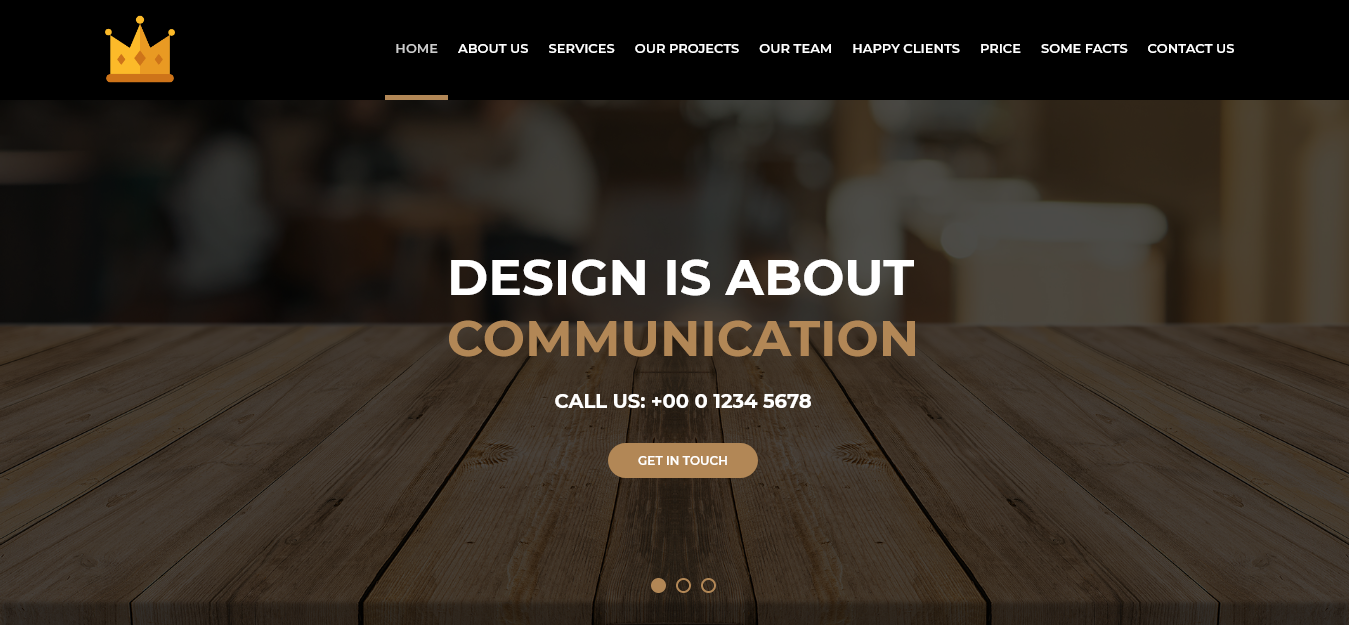 HOME ABOUT US SERVICES OUR PROJECTS OUR TEAM HAPPY CLIENTS PRICE SOME FACTS CONTACT US
DESIGN IS ABOUT
COMMUNICATION
CALL US: +00 0 1234 5678
GET IN TOUCH